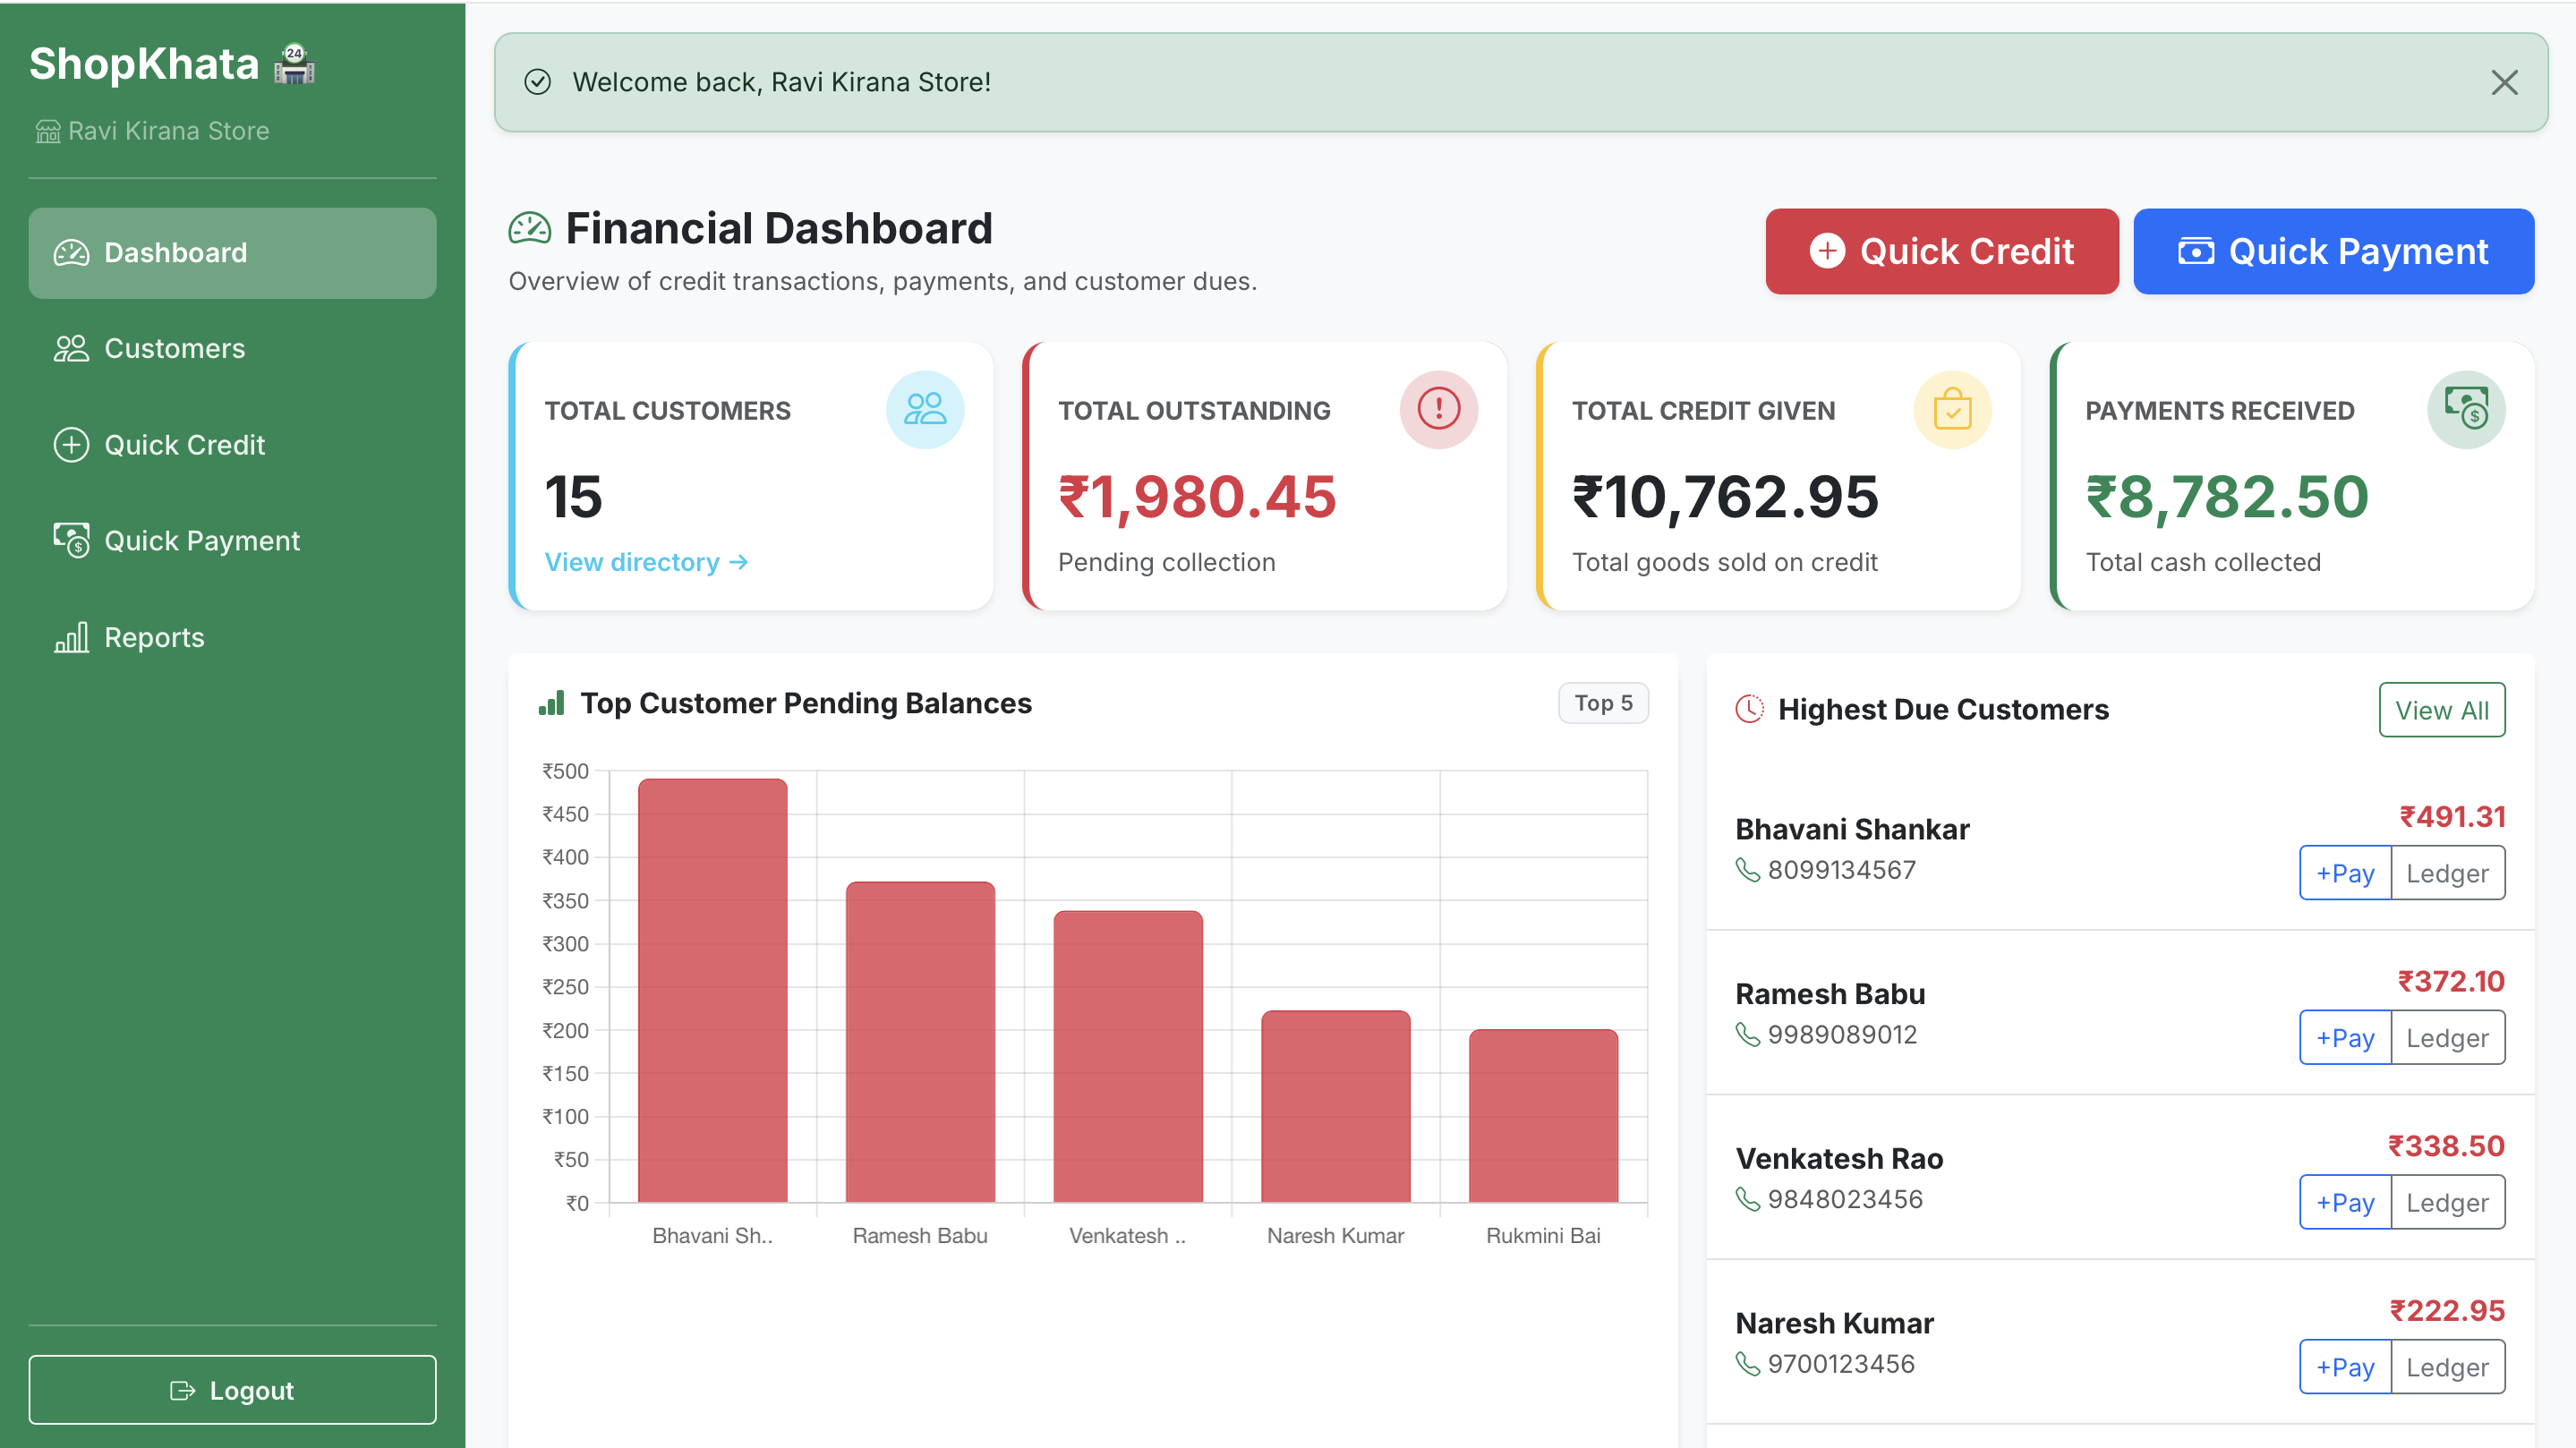 ShopKhata
24
Ravi Kirana Store
Dashboard
Customers
Quick Credit
Quick Payment
Reports
Logout
Welcome back, Ravi Kirana Store!
Financial Dashboard
Overview of credit transactions, payments, and customer dues.
Quick Credit
Quick Payment
TOTAL CUSTOMERS
15
View directory →
TOTAL OUTSTANDING
₹1,980.45
Pending collection
TOTAL CREDIT GIVEN
₹10,762.95
Total goods sold on credit
PAYMENTS RECEIVED
₹8,782.50
Total cash collected
Top Customer Pending Balances
Top 5
₹500
₹450
₹400
₹350
₹300
₹250
₹200
₹150
₹100
₹50
₹0
Bhavani Sh..
Ramesh Babu
Venkatesh ..
Naresh Kumar
Rukmini Bai
Highest Due Customers
View All
Bhavani Shankar
8099134567
₹491.31
+Pay
Ledger
Ramesh Babu
9989089012
₹372.10
+Pay
Ledger
Venkatesh Rao
9848023456
₹338.50
+Pay
Ledger
Naresh Kumar
9700123456
₹222.95
+Pay
Ledger